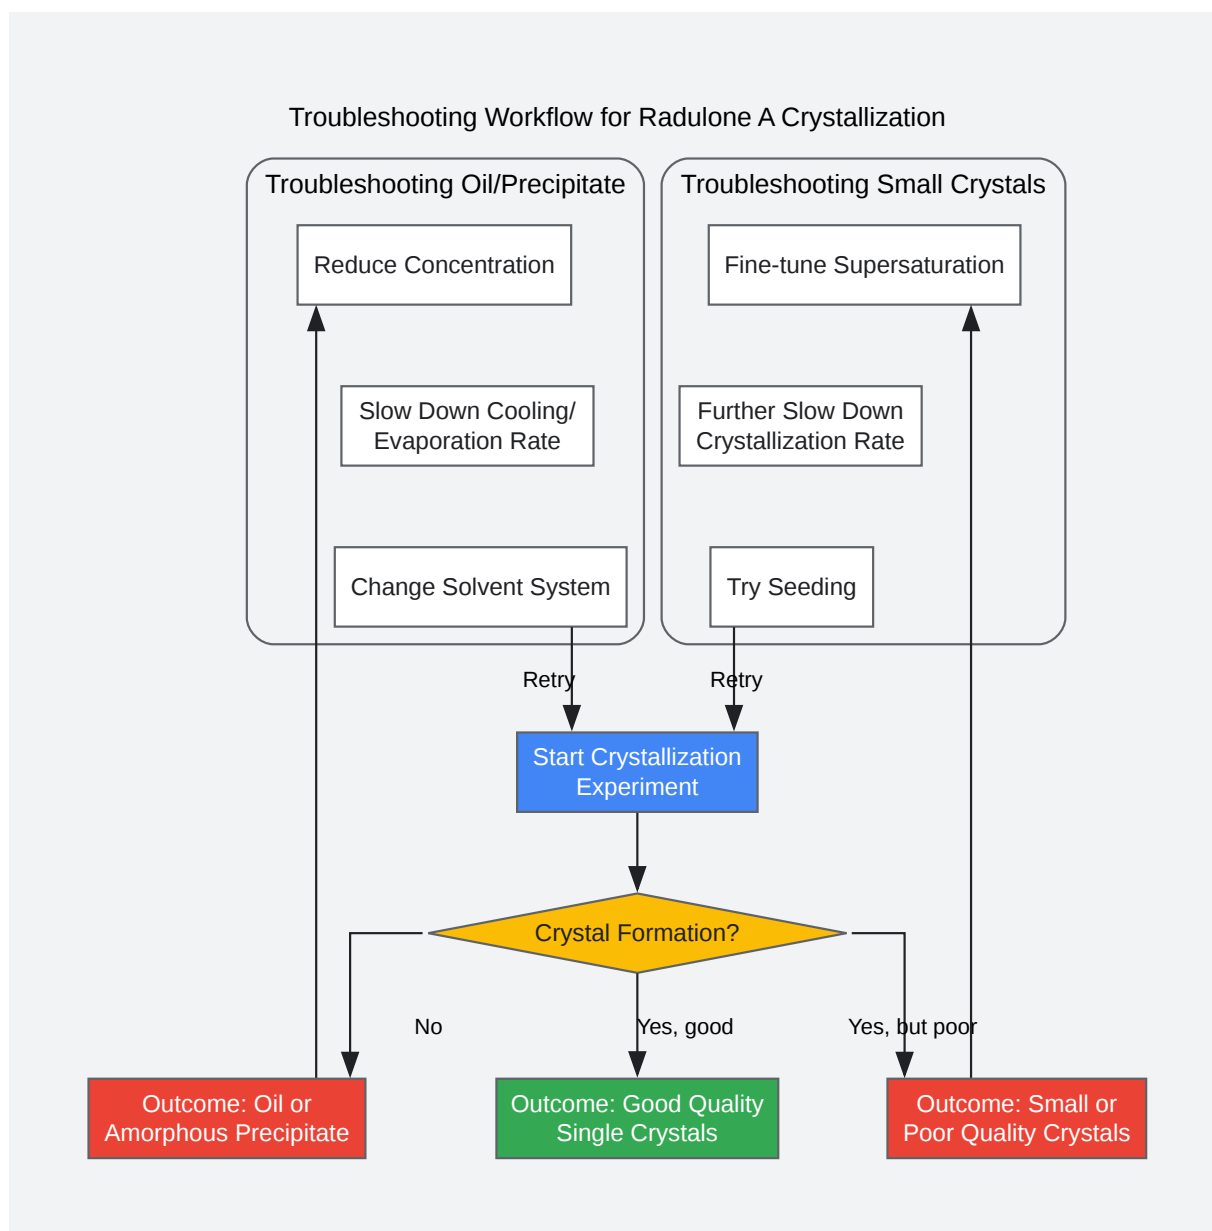 Troubleshooting Workflow for Radulone A Crystallization
Troubleshooting Oil/Precipitate
Troubleshooting Small Crystals
Reduce Concentration
Fine-tune Supersaturation
Slow Down Cooling/
Evaporation Rate
Further Slow Down
Crystallization Rate
Change Solvent System
Try Seeding
Retry
Retry
Start Crystallization
Experiment
Crystal Formation?
No
Yes, good
Yes, but poor
Outcome: Oil or
Amorphous Precipitate
Outcome: Good Quality
Single Crystals
Outcome: Small or
Poor Quality Crystals